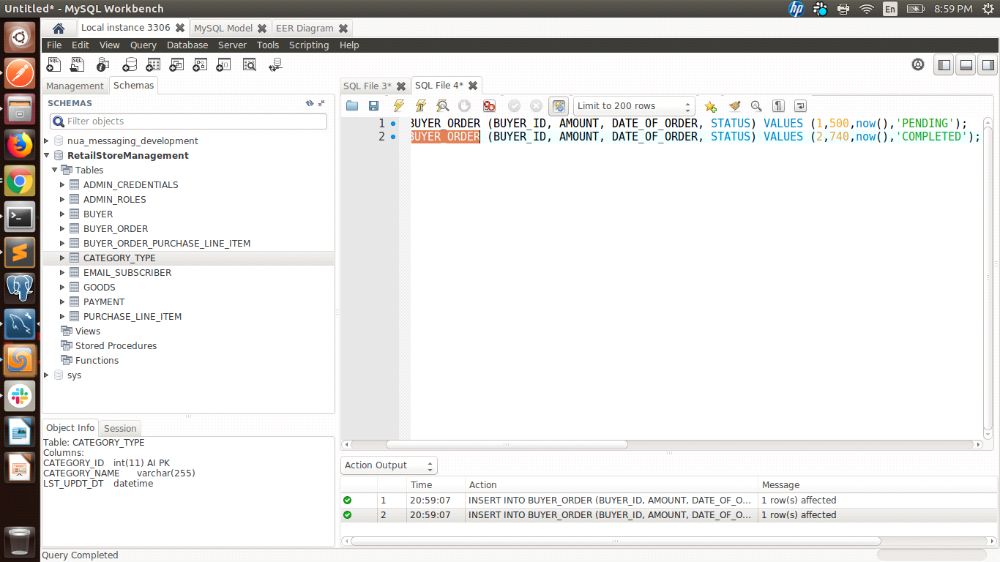 Untitled* - MySQL Workbench
En
8:59 PM
Local instance 3306
MySQL Model
EER Diagram
File Edit View Query Database Server Tools Scripting Help
Management
Schemas
SQL File 3*
SQL File 4*
SCHEMAS
Filter objects
Limit to 200 rows
1 BUYER_ORDER (BUYER_ID, AMOUNT, DATE_OF_ORDER, STATUS) VALUES (1,500,now(),'PENDING');
2 BUYER_ORDER (BUYER_ID, AMOUNT, DATE_OF_ORDER, STATUS) VALUES (2,740,now(),'COMPLETED');
nua_messaging_development
RetailStoreManagement
Tables
ADMIN_CREDENTIALS
ADMIN_ROLES
BUYER
BUYER_ORDER
BUYER_ORDER_PURCHASE_LINE_ITEM
CATEGORY_TYPE
EMAIL_SUBSCRIBER
GOODS
PAYMENT
PURCHASE_LINE_ITEM
Views
Stored Procedures
Functions
sys
Object Info
Session
Table: CATEGORY_TYPE
Columns:
CATEGORY_ID int(11) AI PK
CATEGORY_NAME varchar(255)
LST_UPDT_DT datetime
Action Output
Time Action Message
1 20:59:07 INSERT INTO BUYER_ORDER (BUYER_ID, AMOUNT, DATE_OF_O... 1 row(s) affected
2 20:59:07 INSERT INTO BUYER_ORDER (BUYER_ID, AMOUNT, DATE_OF_O... 1 row(s) affected
Query Completed